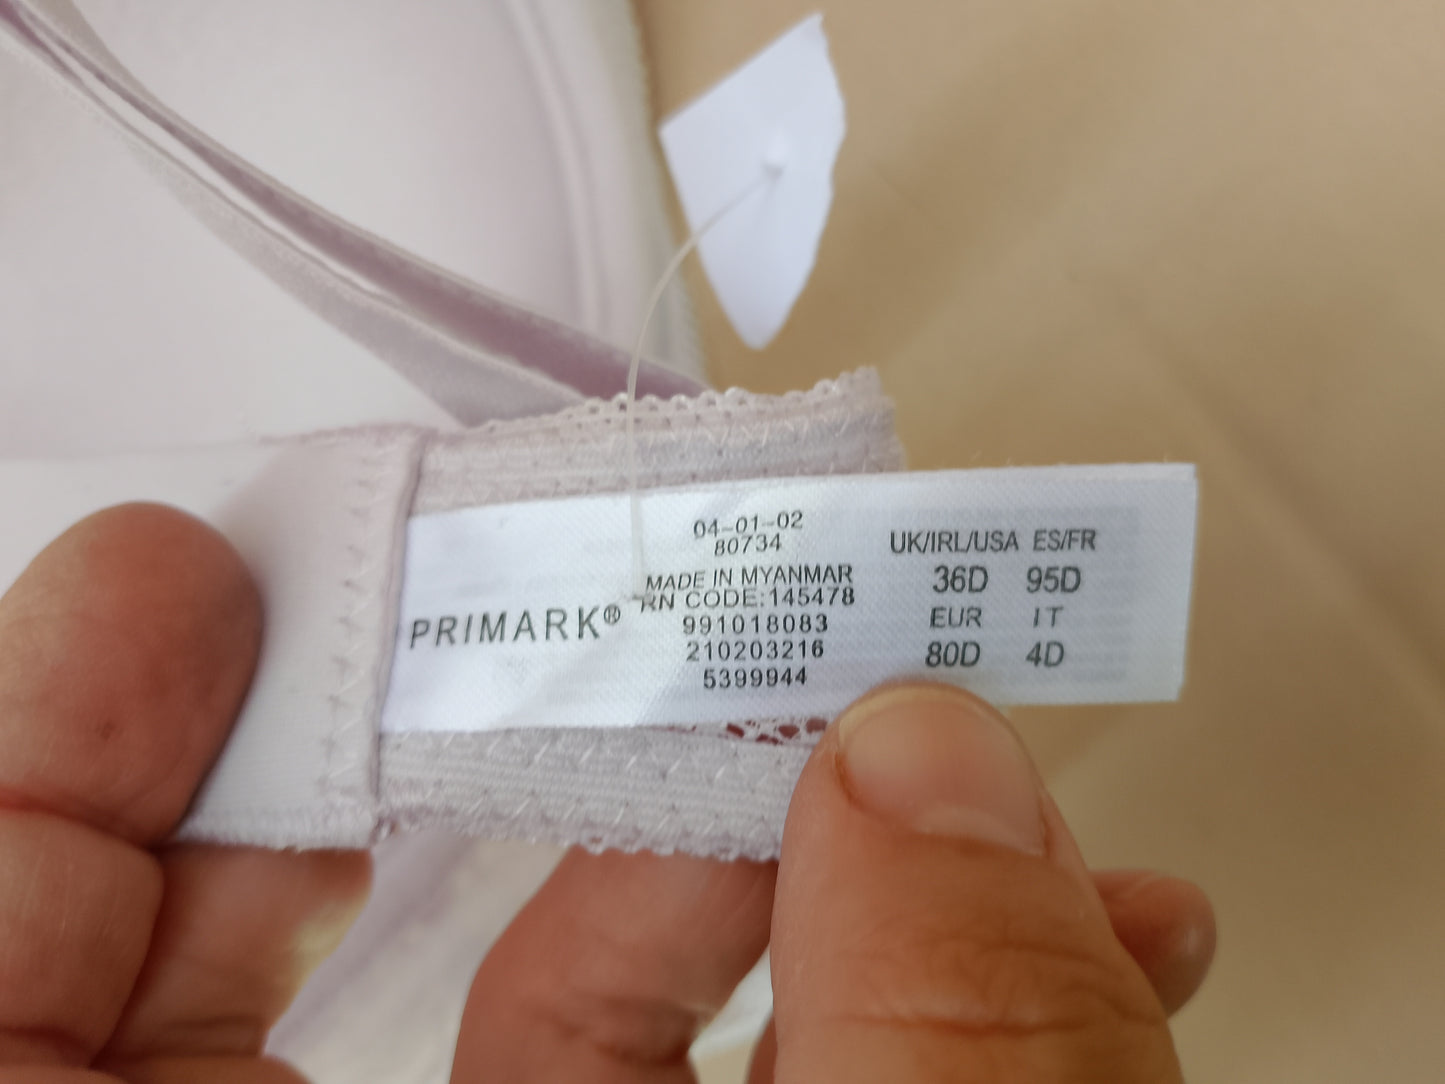 PRIMARK®
04-01-02
80734
MADE IN MYANMAR
RN CODE:145478
991018083
210203216
5399944
UK/IRL/USA ES/FR
36D 95D
EUR IT
80D 4D